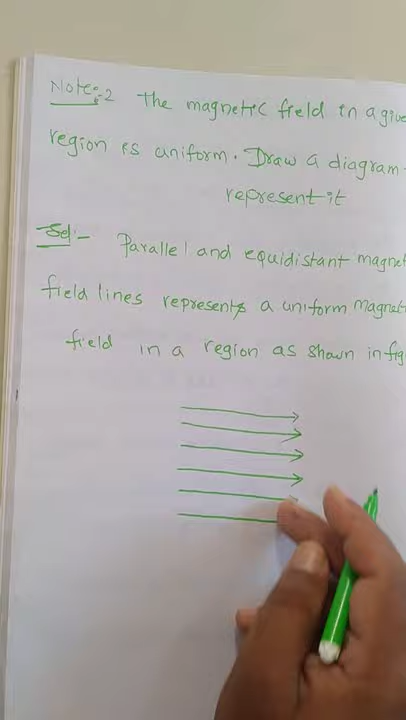 Note:-2 The magnetic field in a give
region is uniform. Draw a diagram
represent it
Sol:- Parallel and equidistant magnet
field lines represents a uniform magnet
field in a region as shown in fig